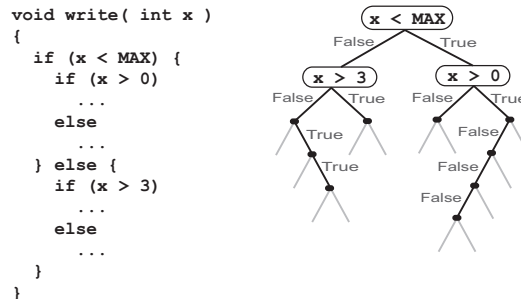 void write( int x )
{
if (x < MAX) {
if (x > 0)
...
else
...
} else {
if (x > 3)
...
else
...
}
}
x < MAX
False True
x > 3 x > 0
False True False True
True False
True False
False